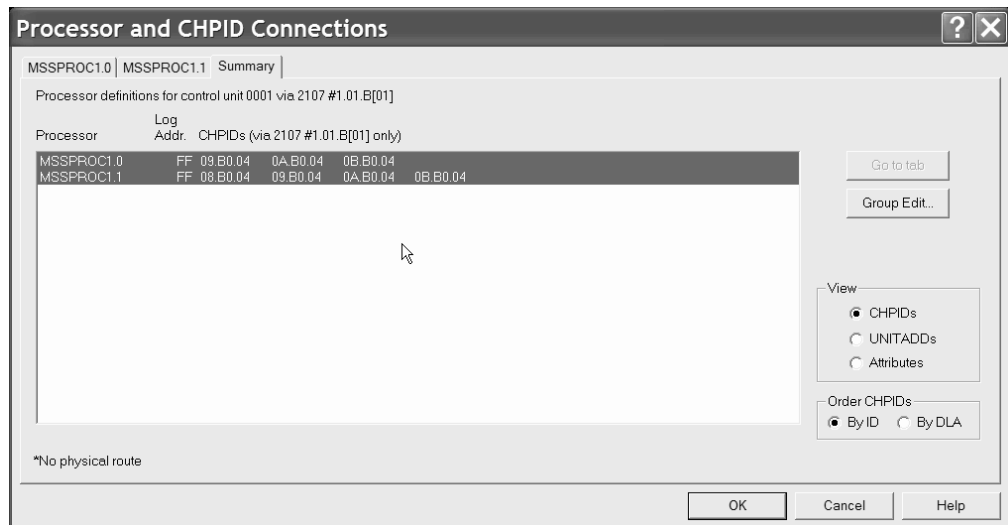 Processor and CHPID Connections
MSSPROC1.0 MSSPROC1.1 Summary
Processor definitions for control unit 0001 via 2107 #1.01.B[01]
Log
Processor Addr. CHPIDs (via 2107 #1.01.B[01] only)
MSSPROC1.0 FF 09.B0.04 0A.B0.04 0B.B0.04
MSSPROC1.1 FF 08.B0.04 09.B0.04 0A.B0.04 0B.B0.04
Go to tab
Group Edit...
View
CHPIDs
UNITADDs
Attributes
Order CHPIDs
By ID By DLA
*No physical route
OK Cancel Help